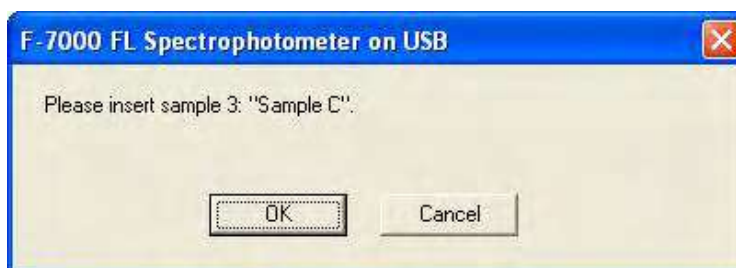 F-7000 FL Spectrophotometer on USB
Please insert sample 3: "Sample C".
OK
Cancel